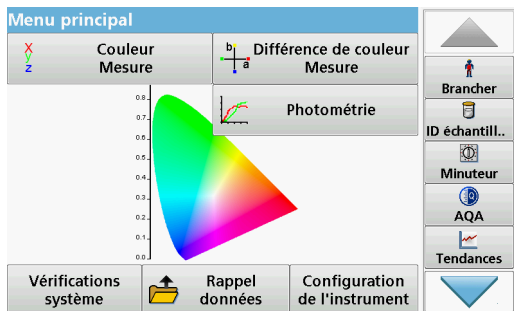 Menu principal
X
y
z
Couleur
Mesure
b
a
Différence de couleur
Mesure
Photométrie
0.8
0.7
0.6
0.5
0.4
0.3
0.2
0.1
0.0
Vérifications
système
Rappel
données
Configuration
de l'instrument
Brancher
ID échantill..
Minuteur
AQA
Tendances